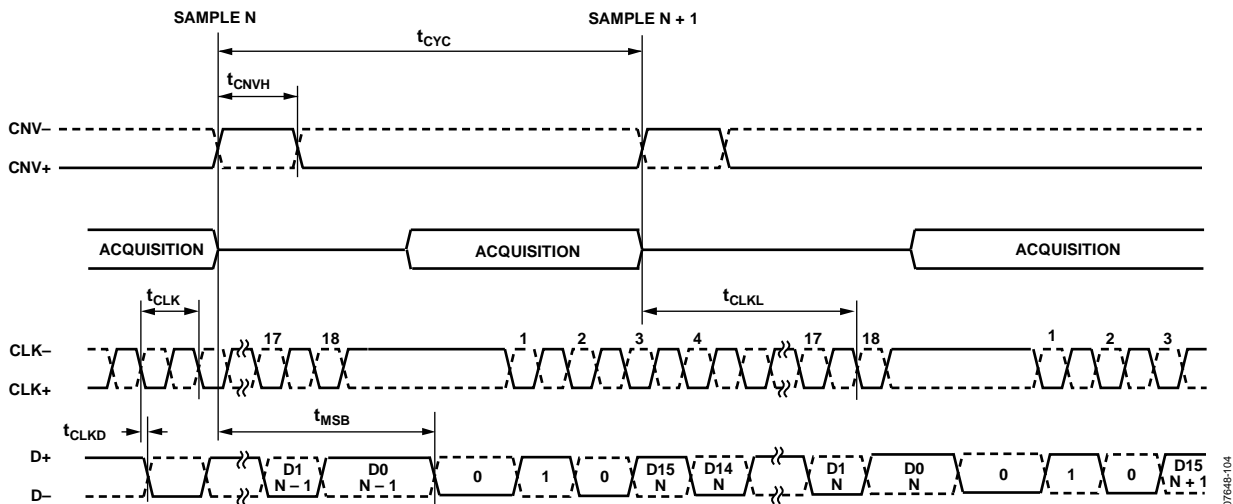 SAMPLE N SAMPLE N + 1
tCYC
tCNVH
CNV–
CNV+
ACQUISITION ACQUISITION ACQUISITION
tCLK tCLKL
17 18 1 2 3 4 17 18 1 2 3
CLK–
CLK+
tCLKD tMSB
D+
D1 D0 0 1 0 D15 D14 D1 D0 0 1 0 D15
N – 1 N – 1 N N N N N + 1
D–
07648-104